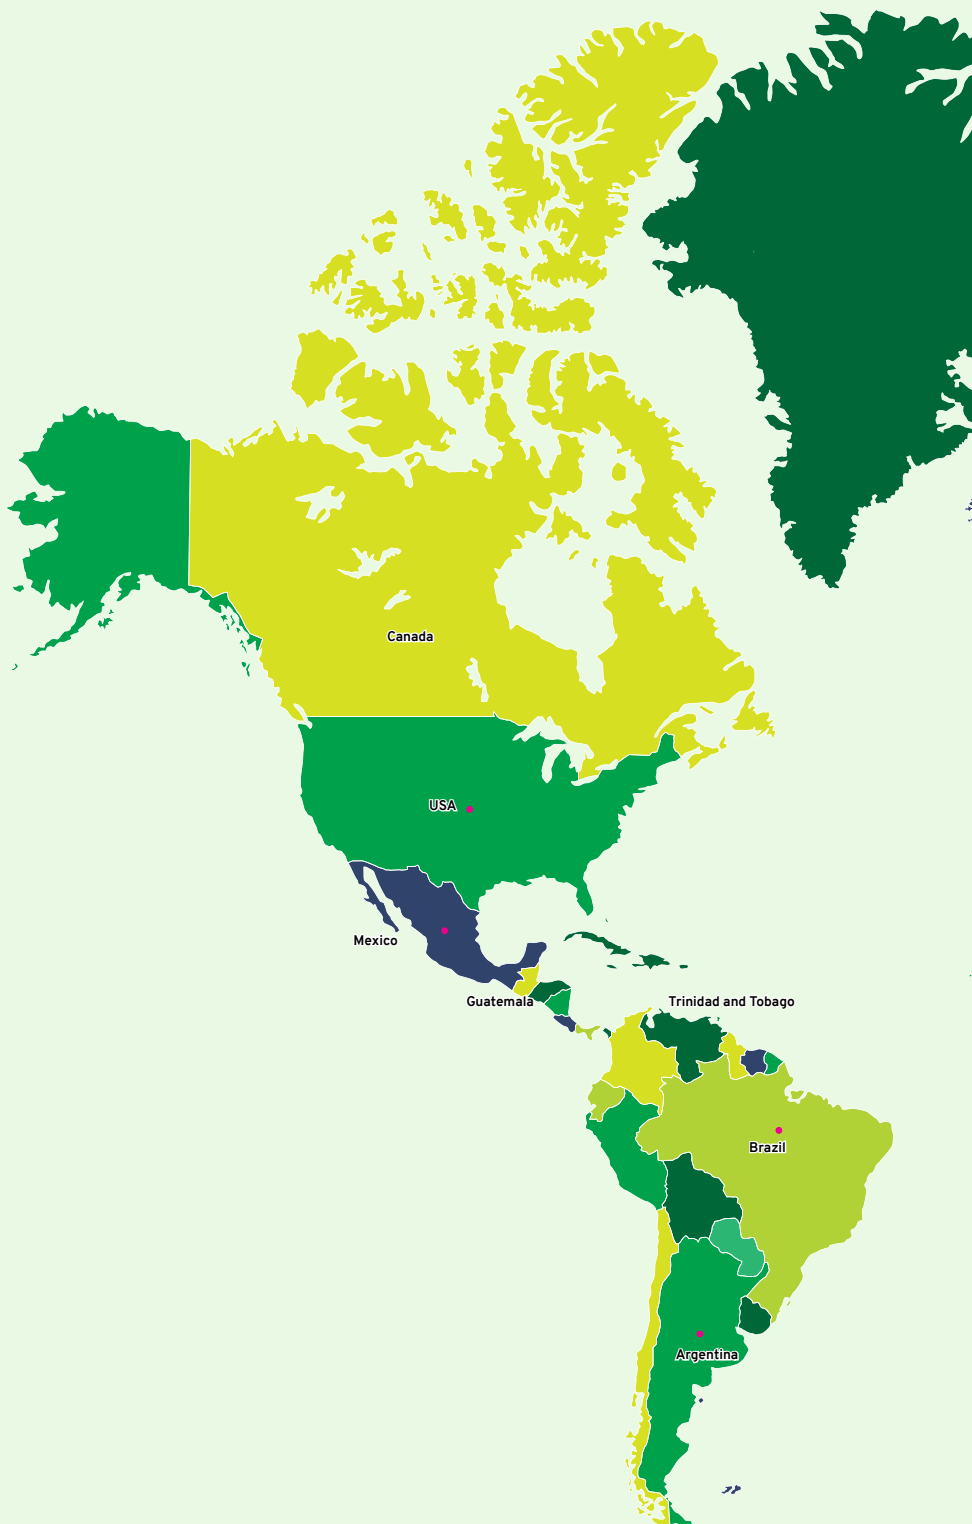 Canada
USA
Mexico
Guatemala
Trinidad and Tobago
Brazil
Argentina